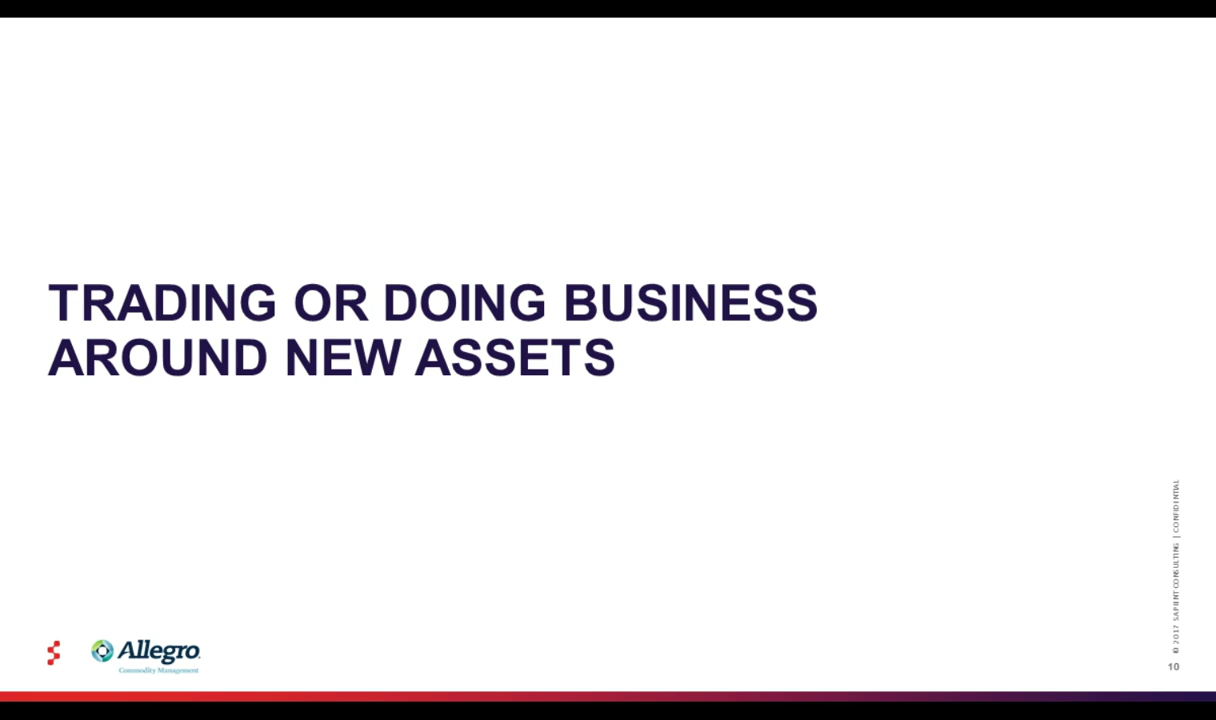 TRADING OR DOING BUSINESS
AROUND NEW ASSETS
© 2017 SAPIENT CONSULTING | CONFIDENTIAL
Allegro.
Commodity Management
10